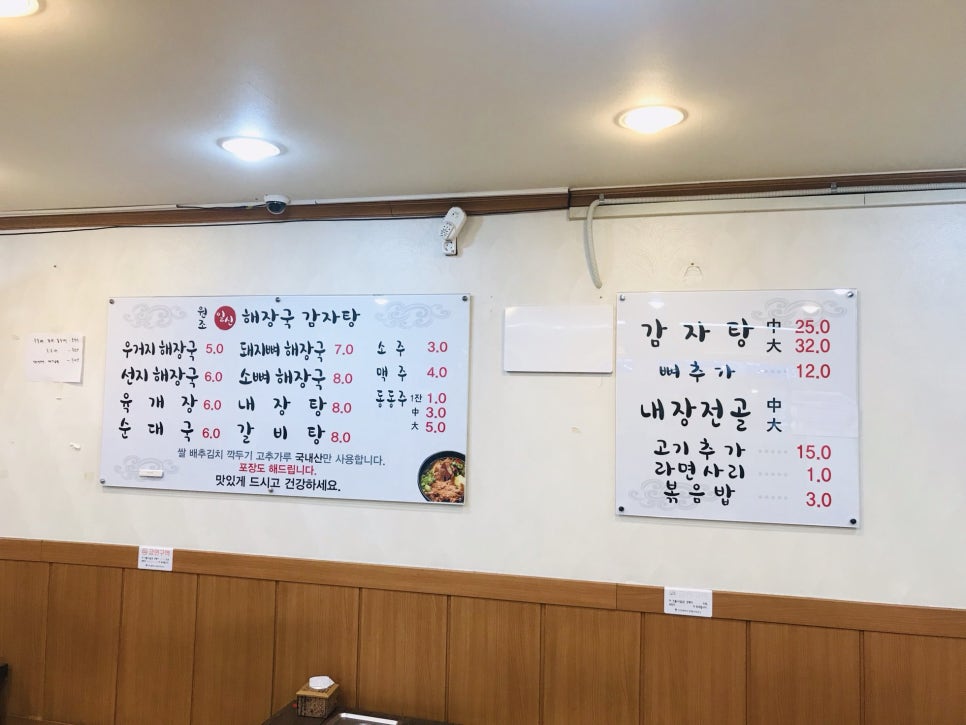 원조 일신 해장국 감자탕
우거지 해장국 5.0
선지 해장국 6.0
육개장 6.0
순대국 6.0
돼지뼈 해장국 7.0
소뼈 해장국 8.0
내장탕 8.0
갈비탕 8.0
소주 3.0
맥주 4.0
동동주 1잔 1.0
中 3.0
大 5.0
쌀 배추김치 깍두기 고추가루 국내산만 사용합니다.
포장도 해드립니다.
맛있게 드시고 건강하세요.
감자탕 中 25.0
大 32.0
뼈추가 ····· 12.0
내장전골 中
大
고기추가 ····· 15.0
라면사리 ····· 1.0
볶음밥 ····· 3.0